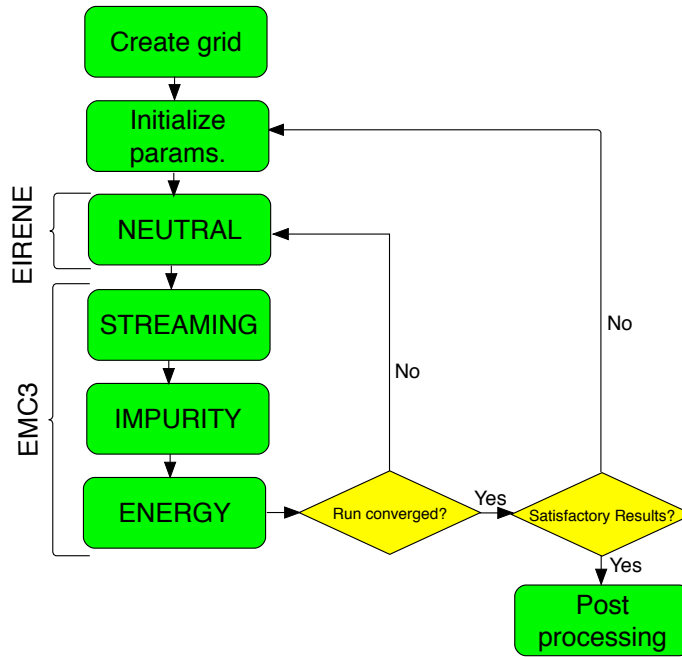 Create grid
Initialize
params.
EIRENE
NEUTRAL
EMC3
STREAMING
IMPURITY
ENERGY
Run converged?
No
Yes
Satisfactory Results?
No
Yes
Post
processing